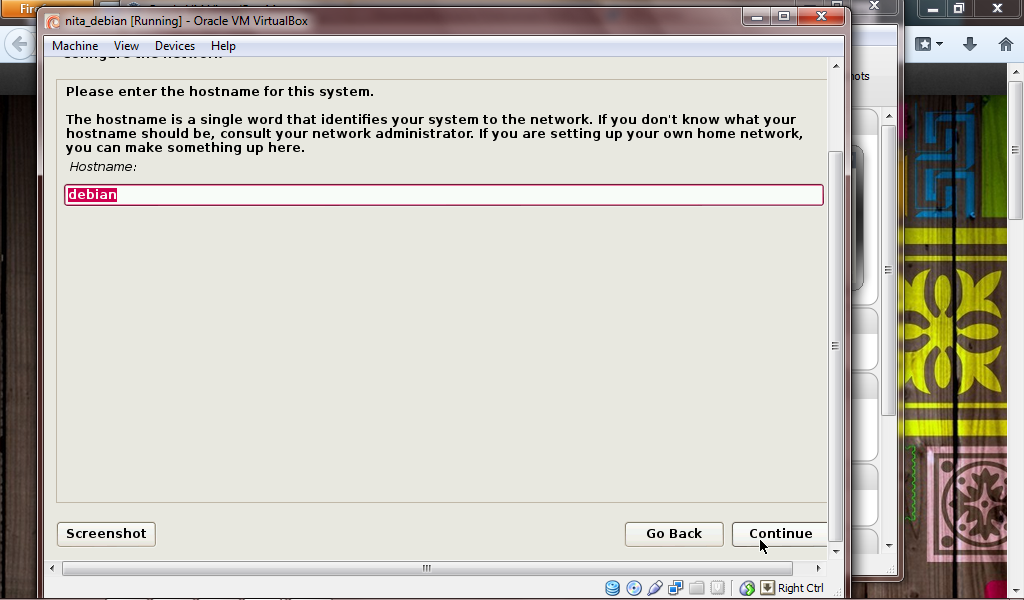 nita_debian [Running] - Oracle VM VirtualBox
Machine View Devices Help
Configure the network
Please enter the hostname for this system.
The hostname is a single word that identifies your system to the network. If you don't know what your
hostname should be, consult your network administrator. If you are setting up your own home network,
you can make something up here.
Hostname:
debian
Screenshot
Go Back
Continue
Right Ctrl